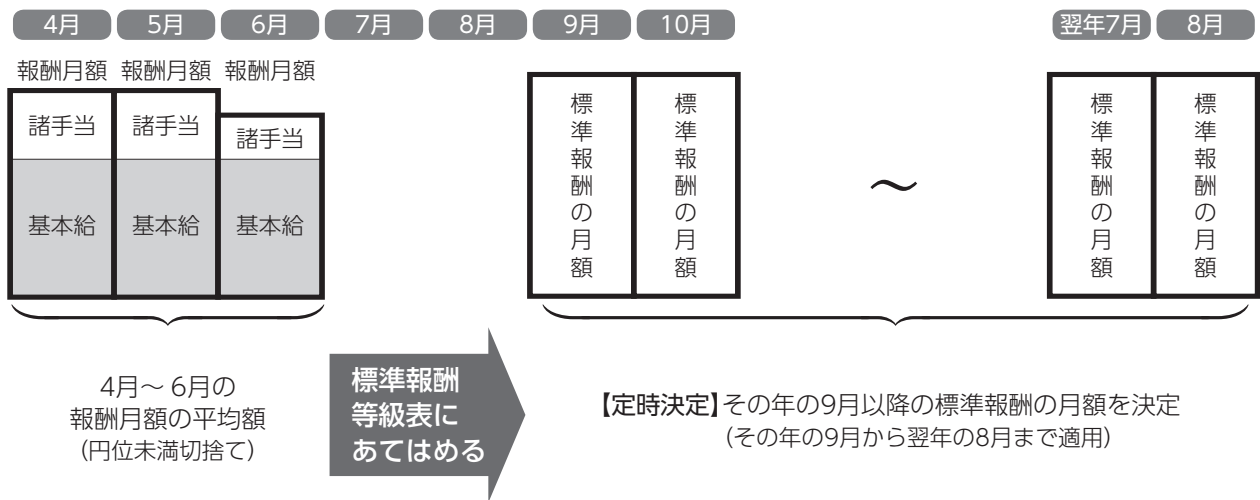 4月 5月 6月 7月 8月 9月 10月 翌年7月 8月
報酬月額 報酬月額 報酬月額
諸手当 諸手当 諸手当
基本給 基本給 基本給
標準報酬の月額
標準報酬の月額
～
標準報酬の月額
標準報酬の月額
4月～6月の
報酬月額の平均額
(円位未満切捨て)
標準報酬
等級表に
あてはめる
【定時決定】その年の9月以降の標準報酬の月額を決定
(その年の9月から翌年の8月まで適用)